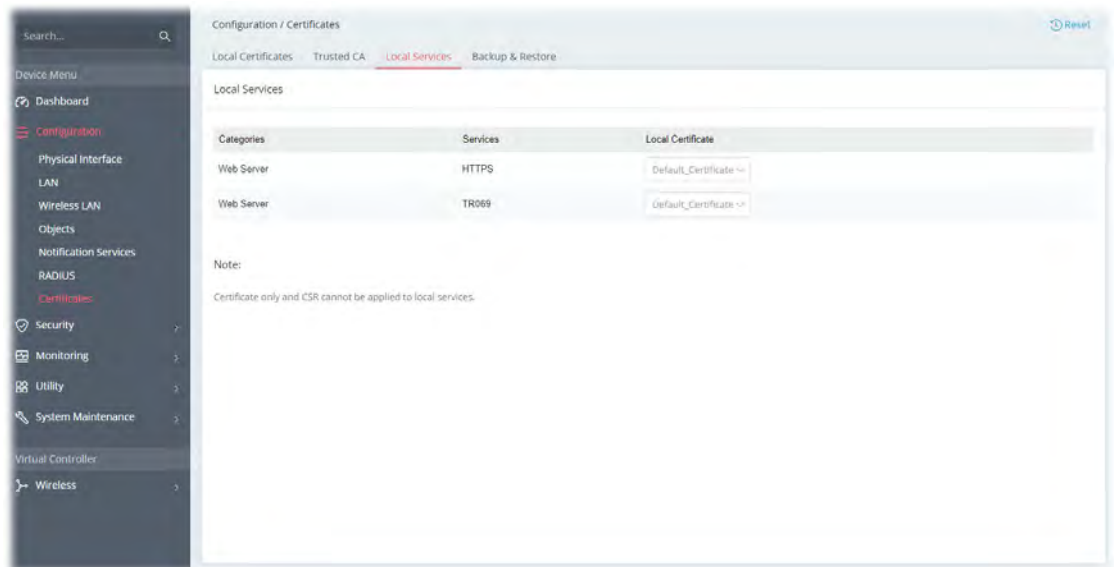 Search...
Device Menu
Dashboard
Configuration
Physical Interface
LAN
Wireless LAN
Objects
Notification Services
RADIUS
Certificates
Security
Monitoring
Utility
System Maintenance
Virtual Controller
Wireless
Configuration / Certificates
Reset
Local Certificates Trusted CA Local Services Backup & Restore
Local Services
Categories Services Local Certificate
Web Server HTTPS Default_Certificate
Web Server TR069 Default_Certificate
Note:
Certificate only and CSR cannot be applied to local services.